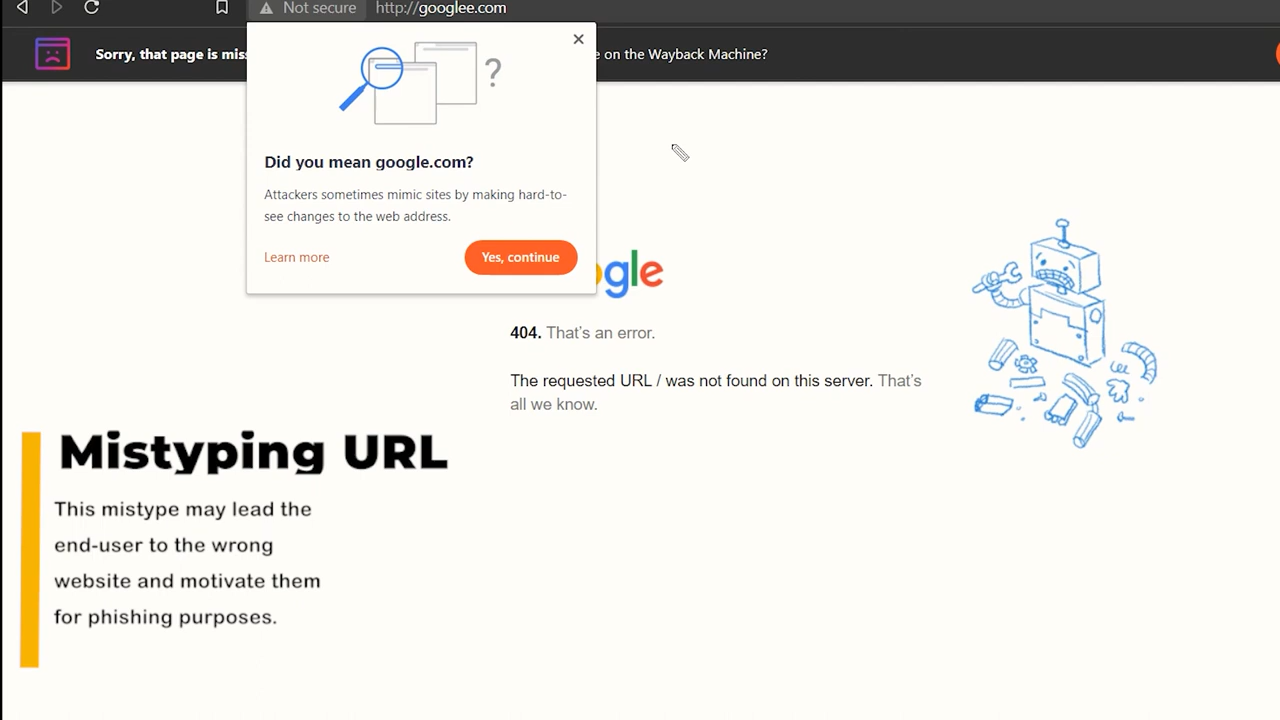 Not secure http://googlee.com
Sorry, that page is miss
e on the Wayback Machine?
?
Did you mean google.com?
Attackers sometimes mimic sites by making hard-to-
see changes to the web address.
Learn more
Yes, continue
ogle
404. That's an error.
The requested URL / was not found on this server. That's
all we know.
Mistyping URL
This mistype may lead the
end-user to the wrong
website and motivate them
for phishing purposes.